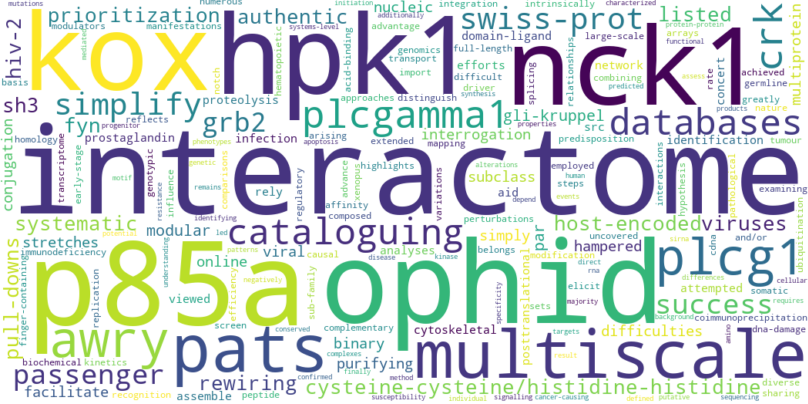 kox
hpk1
nck1
interactome
p85a
ophid
multiscale
plcgamma1
plcg1
pats
awry
cataloguing
databases
swiss-prot
crk
simplify
grb2
fyn
sh3
hiv-2
prioritization
authentic
nucleic
listed
numerous
modulators
manifestations
basis
mutations
initiation
additionally
advantage
integration
intrinsically
characterized
protein-protein
systems-level
mediated
hematopoietic
notch
acid-binding
genomics
transport
import
domain-ligand
full-length
efforts
difficult
driver
synthesis
large-scale
network
combining
predicted
splicing
relationships
arrays
functional
assess
rate
concert
achieved
germline
greatly
products
nature
multiprotein
proteolysis
approaches
distinguish
gli-kruppel
src
predisposition
tumour
identification
reflects
homology
progenitor
prostaglandin
infection
arising
apoptosis
extended
mapping
interrogation
phenotypes
genetic
conjugation
transcriptome
early-stage
genotypic
motif
remains
influence
resistance
identifying
comparisons
regulatory
rely
highlights
affinity
composed
advance
xenopus
variations
subclass
properties
aid
alterations
depend
employed
human
steps
events
interactions
hypothesis
pathological
examining
ubiquitination
systematic
modular
stretches
immunodeficiency
viral
potential
led
perturbations
simply
belongs
par
host-encoded
viruses
hampered
uncovered
cdna
and/or
sirna
cellular
pull-downs
finger-containing
replication
viewed
online
understanding
patterns
negatively
efficiency
sub-family
causal
disease
analyses
kinase
elicit
direct
rna
modification
posttranslational
sets
majority
attempted
differences
background
somatic
requires
success
coimmunoprecipitation
screen
conserved
complementary
binary
complexes
purifying
cytoskeletal
specificity
targets
difficulties
amino
dna-damage
passenger
biochemical
kinetics
facilitate
recognition
rewiring
assemble
peptide
confirmed
finally
method
susceptibility
signalling
individual
result
cancer-causing
defined
putative
sequencing
cysteine-cysteine/histidine-histidine
diverse
sharing